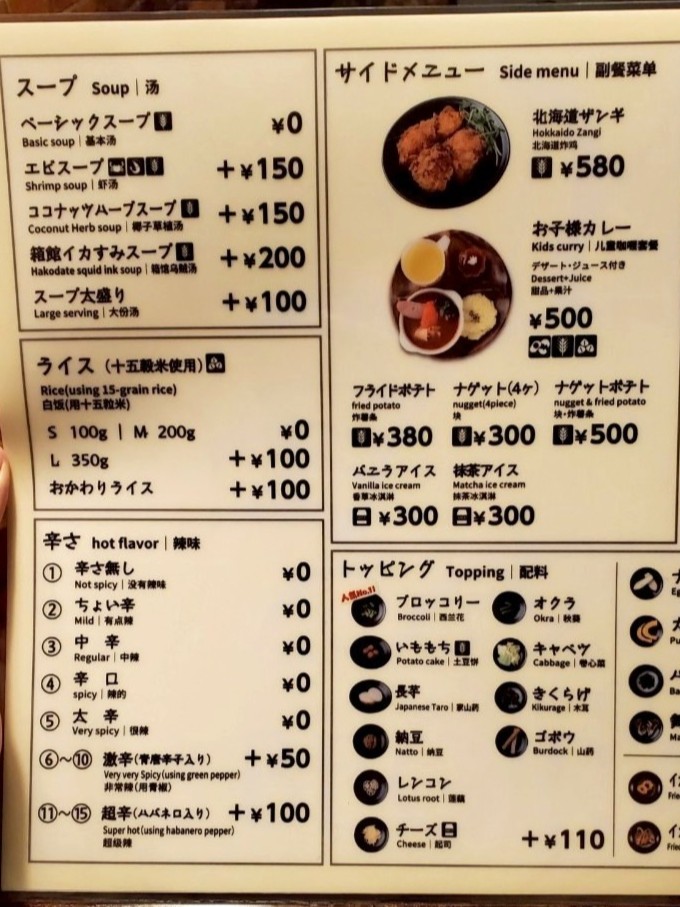 スープ Soup | 汤
ベーシックスープ ¥0
Basic soup | 基本汤
エビスープ +¥150
Shrimp soup | 虾汤
ココナッツハーブスープ +¥150
Coconut Herb soup | 椰子草植汤
箱館イカすみスープ +¥200
Hakodate squid ink soup | 箱馆乌贼汤
スープ大盛り +¥100
Large serving | 大份汤
ライス (十五穀米使用)
Rice(using 15-grain rice)
白饭(用十五粒米)
S 100g | M 200g ¥0
L 350g +¥100
おかわりライス +¥100
辛さ hot flavor | 辣味
① 辛さ無し ¥0
Not spicy | 没有辣味
② ちょい辛 ¥0
Mild | 有点辣
③ 中 辛 ¥0
Regular | 中辣
④ 辛 口 ¥0
spicy | 辣的
⑤ 太 辛 ¥0
Very spicy | 很辣
⑥〜⑩ 激辛(青唐辛子入り) +¥50
Very very Spicy(using green pepper)
非常辣(用青椒)
⑪〜⑮ 超辛(ハバネロ入り) +¥100
Super hot(using habanero pepper)
超级辣
サイドメニュー Side menu | 副餐菜单
北海道ザンギ
Hokkaido Zangi
北海道炸鸡
¥580
お子様カレー
Kids curry | 儿童咖喱套餐
デザート・ジュース付き
Dessert+Juice
甜品+果汁
¥500
フライドポテト ナゲット(4ヶ) ナゲットポテト
fried potato nugget(4piece) nugget & fried potato
炸薯条 块 块・炸薯条
¥380 ¥300 ¥500
バニラアイス 抹茶アイス
Vanilla ice cream Matcha ice cream
香草冰淇淋 抹茶冰淇淋
¥300 ¥300
トッピング Topping | 配料
人気No.1!
ブロッコリー オクラ
Broccoli | 西兰花 Okra | 秋葵
いももち キャベツ
Potato cake | 土豆饼 Cabbage | 卷心菜
長芋 きくらげ
Japanese Taro | 家山药 Kikurage | 木耳
納豆 ゴボウ
Natto | 纳豆 Burdock | 山药
レンコン
Lotus root | 莲藕
チーズ +¥110
Cheese | 起司